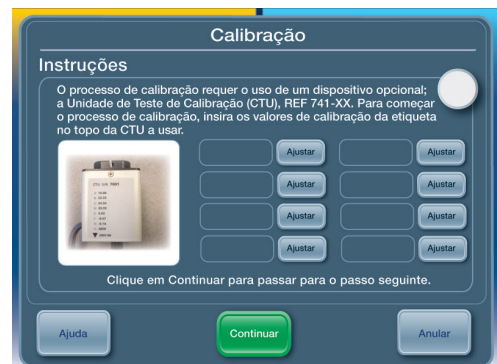 Calibração
Instruções
O processo de calibração requer o uso de um dispositivo opcional;
a Unidade de Teste de Calibração (CTU), REF 741-XX. Para começar
o processo de calibração, insira os valores de calibração da etiqueta
no topo da CTU a usar.
Ajustar Ajustar
Ajustar Ajustar
Ajustar Ajustar
Ajustar Ajustar
Clique em Continuar para passar para o passo seguinte.
Ajuda Continuar Anular